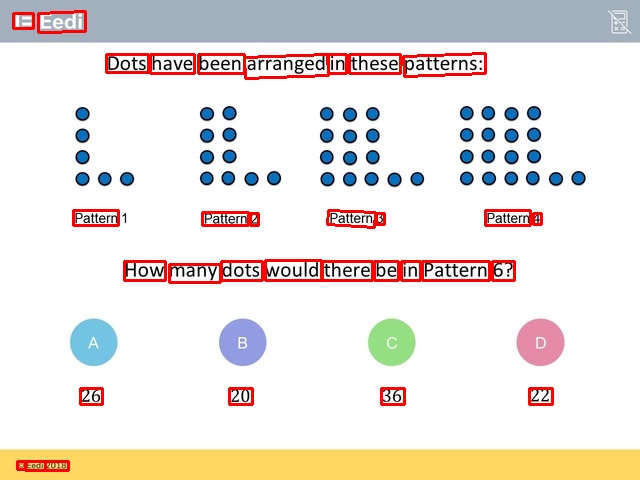 Eedi
Dots have been arranged in these patterns:
Pattern 1 Pattern 2 Pattern 3 Pattern 4
How many dots would there be in Pattern 6?
A B C D
26 20 36 22
© Eedi 2018